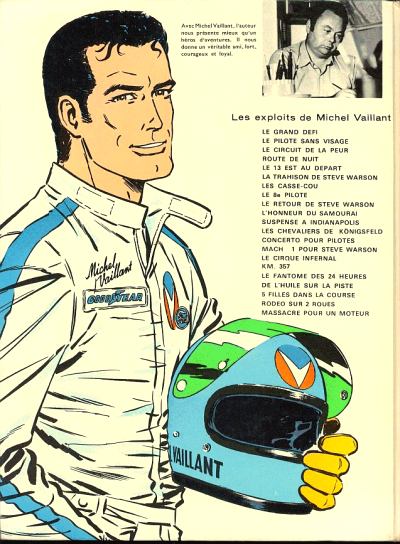 Avec Michel Vaillant, l'auteur
nous présente mieux qu'un
héros d'aventures. Il nous
donne un véritable ami, fort,
courageux et loyal.
Les exploits de Michel Vaillant
LE GRAND DEFI
LE PILOTE SANS VISAGE
LE CIRCUIT DE LA PEUR
ROUTE DE NUIT
LE 13 EST AU DEPART
LA TRAHISON DE STEVE WARSON
LES CASSE-COU
LE 8e PILOTE
LE RETOUR DE STEVE WARSON
L'HONNEUR DU SAMOURAI
SUSPENSE A INDIANAPOLIS
LES CHEVALIERS DE KÖNIGSFELD
CONCERTO POUR PILOTES
MACH 1 POUR STEVE WARSON
LE CIRQUE INFERNAL
KM. 357
LE FANTOME DES 24 HEURES
DE L'HUILE SUR LA PISTE
5 FILLES DANS LA COURSE
RODEO SUR 2 ROUES
MASSACRE POUR UN MOTEUR
Michel
Vaillant
GOODYEAR
VAILLANT